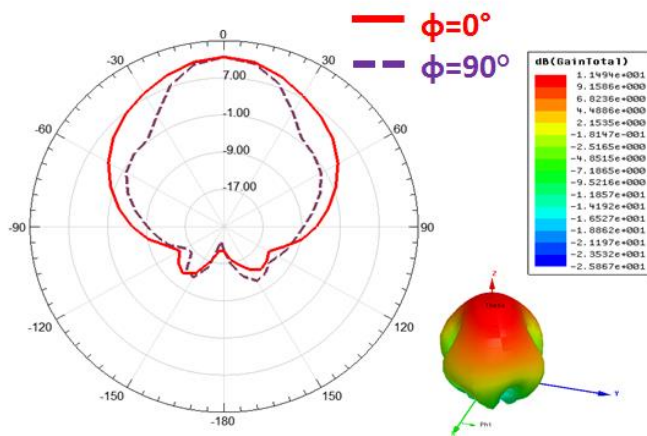 ϕ=0°
ϕ=90°
0
-30
30
7.00
-60
60
-1.00
-9.00
-17.00
-90
90
-120
120
-150
150
-180
dB(GainTotal)
1.1494e+001
9.1586e+000
6.8236e+000
4.4886e+000
2.1535e+000
-1.8147e-001
-2.5165e+000
-4.8515e+000
-7.1865e+000
-9.5216e+000
-1.1857e+001
-1.4192e+001
-1.6527e+001
-1.8862e+001
-2.1197e+001
-2.3532e+001
-2.5867e+001
Z
Y
Phi